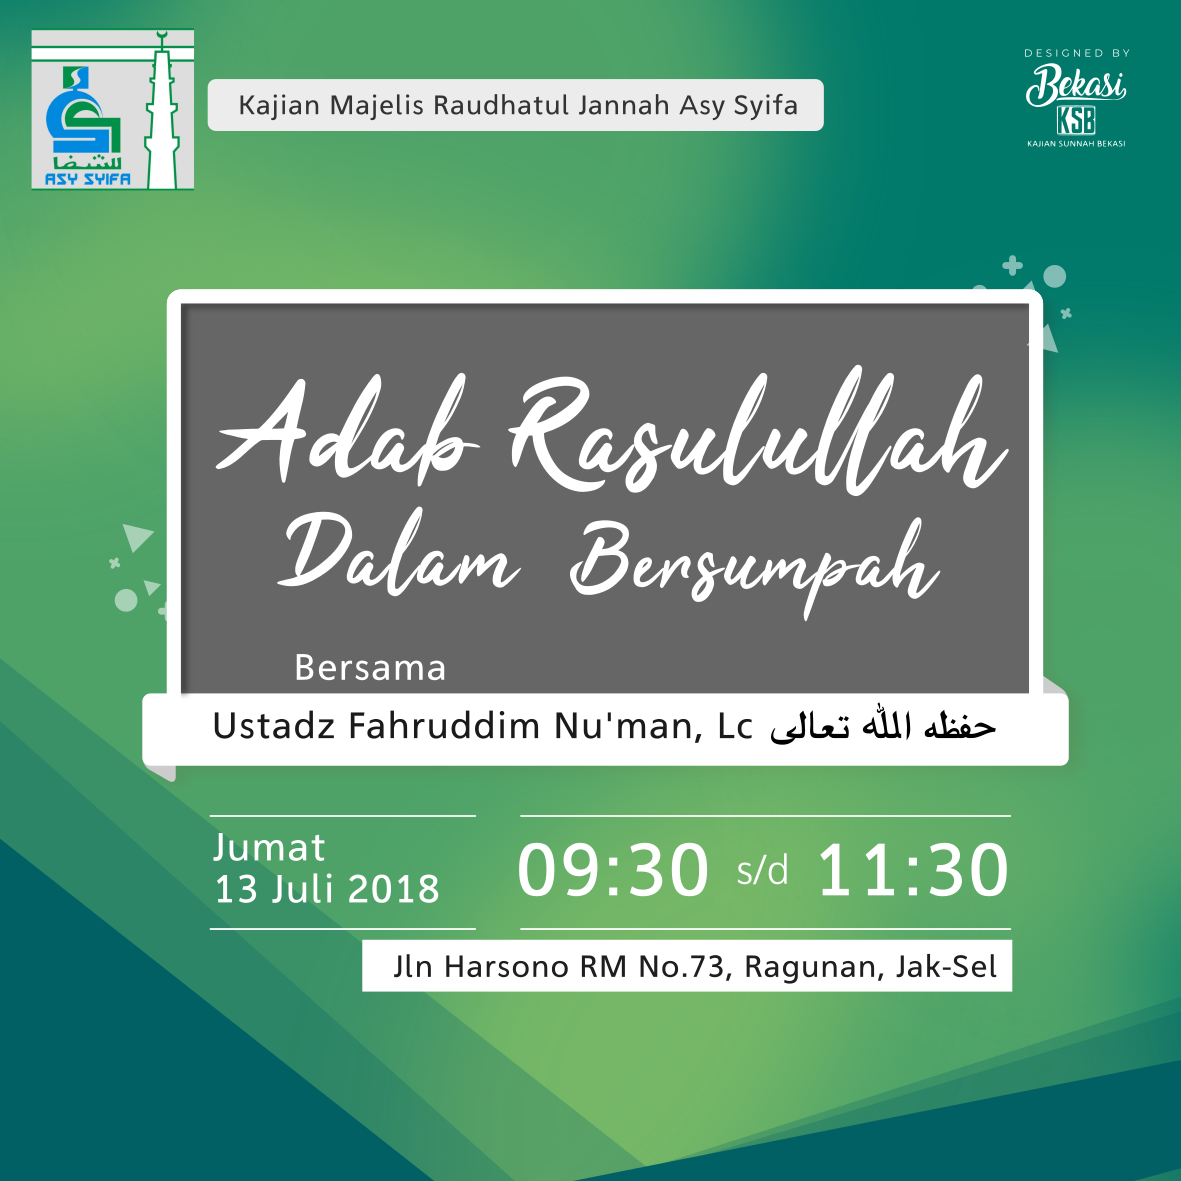 للشفا
ASY SYIFA
Kajian Majelis Raudhatul Jannah Asy Syifa
DESIGNED BY
Bekasi
KSB
KAJIAN SUNNAH BEKASI
Adab Rasulullah
Dalam Bersumpah
Bersama
Ustadz Fahruddim Nu'man, Lc حفظه الله تعالى
Jumat
13 Juli 2018
09:30 s/d 11:30
Jln Harsono RM No.73, Ragunan, Jak-Sel